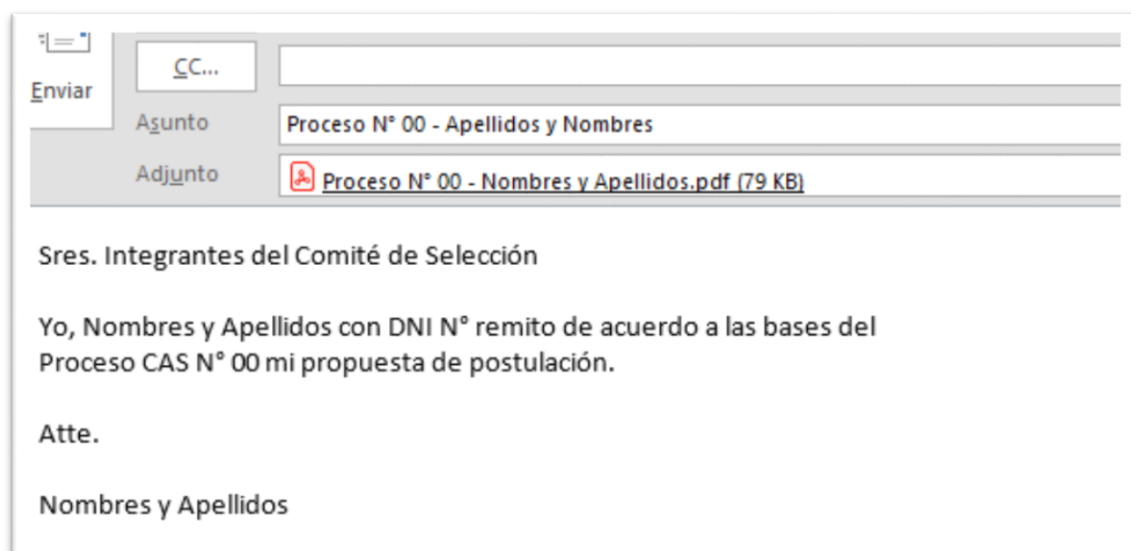 CC...
Enviar
Asunto
Proceso N° 00 - Apellidos y Nombres
Adjunto
Proceso N° 00 - Nombres y Apellidos.pdf (79 KB)
Sres. Integrantes del Comité de Selección
Yo, Nombres y Apellidos con DNI N° remito de acuerdo a las bases del
Proceso CAS N° 00 mi propuesta de postulación.
Atte.
Nombres y Apellidos